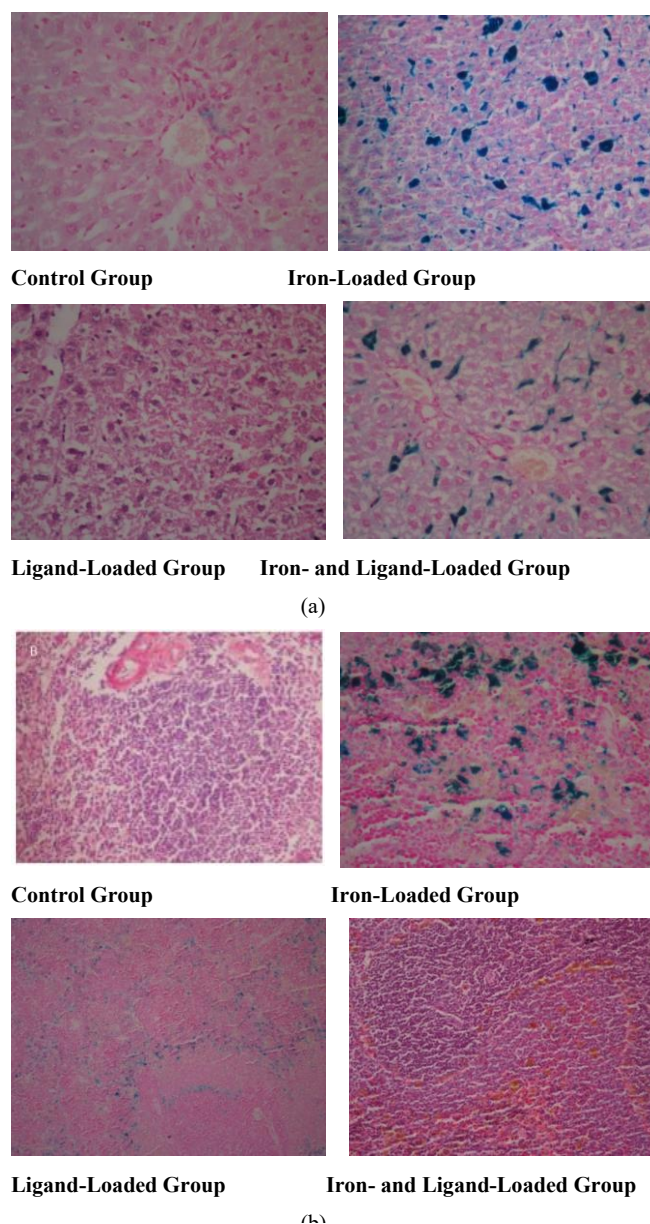 Control Group Iron-Loaded Group
Ligand-Loaded Group Iron- and Ligand-Loaded Group
(a)
B
Control Group Iron-Loaded Group
Ligand-Loaded Group Iron- and Ligand-Loaded Group
(b)